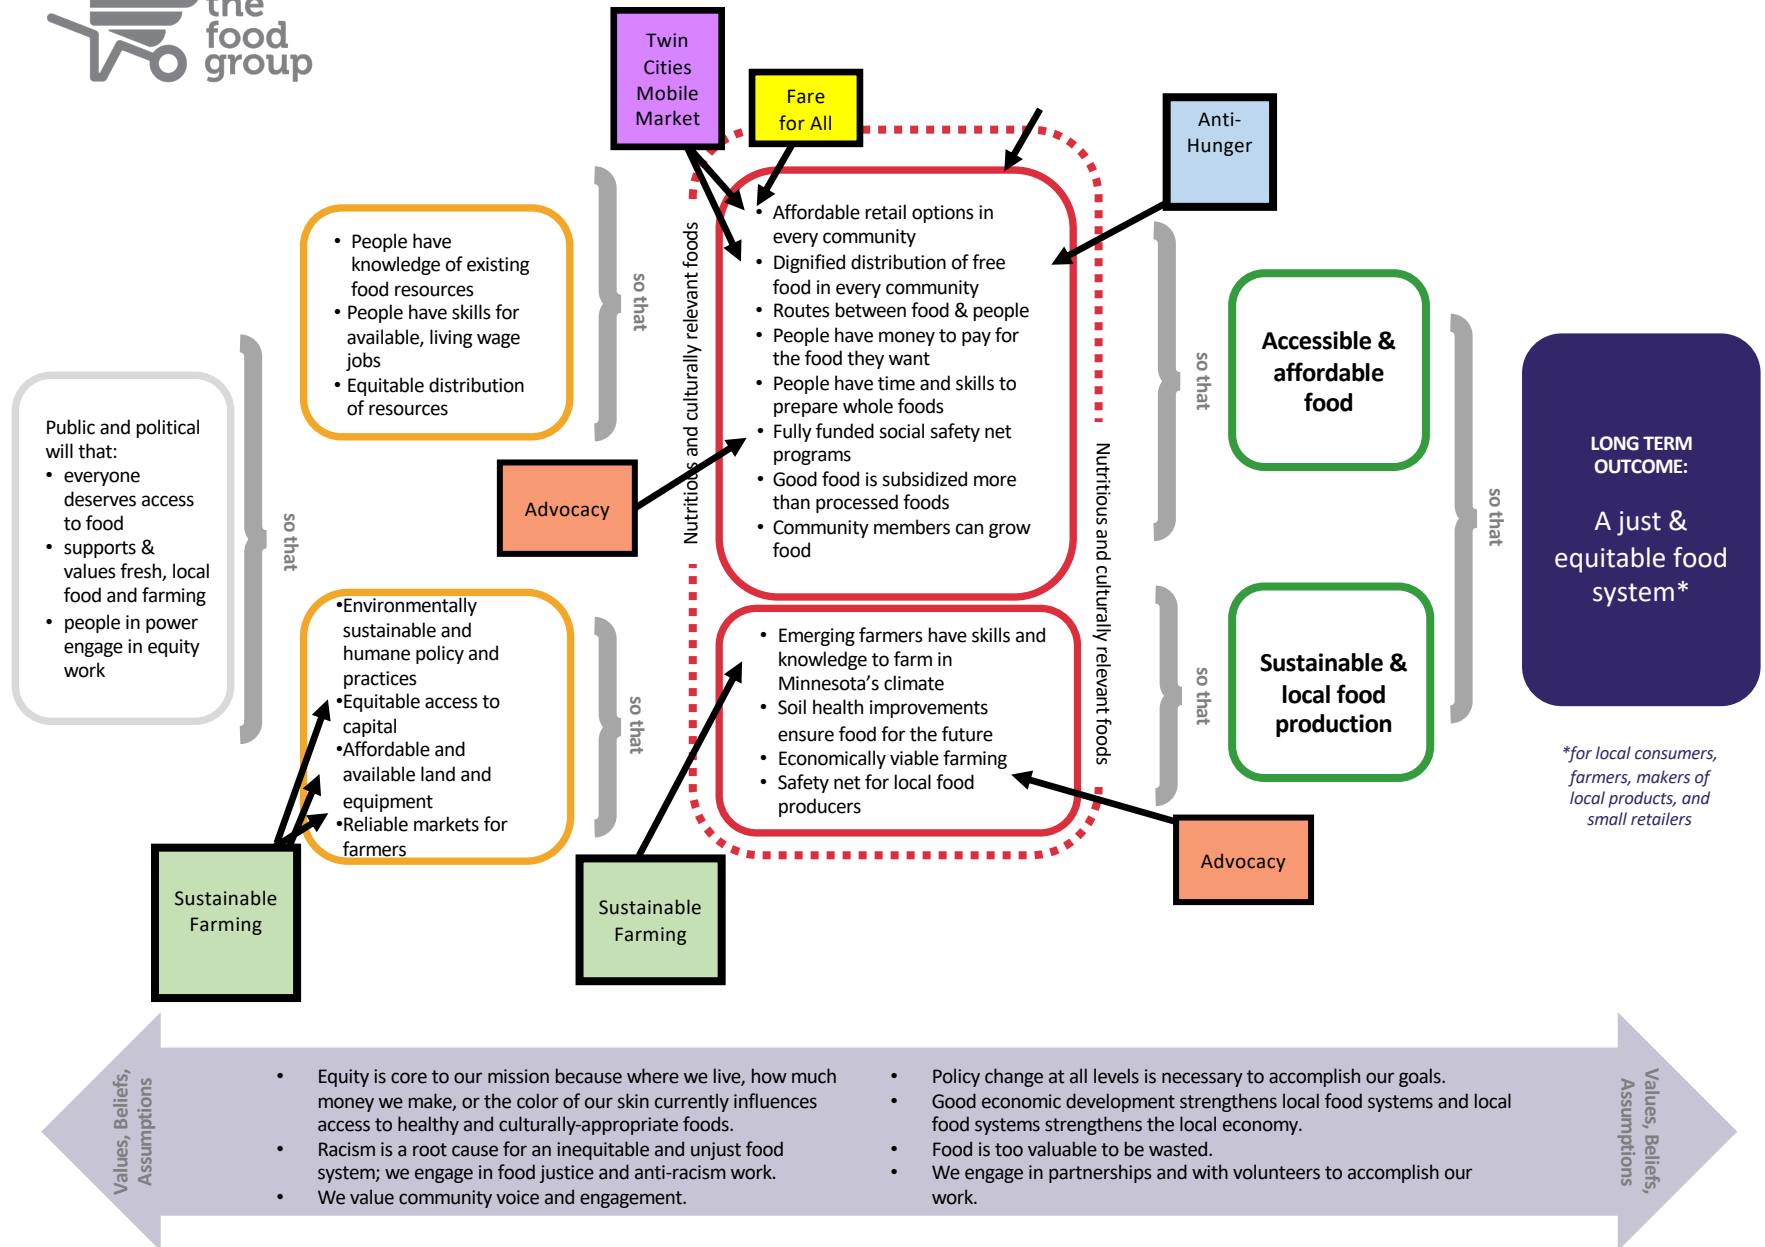 the
food
group
Twin
Cities
Mobile
Market
Fare
for All
Anti-
Hunger
Public and political
will that:
• everyone
deserves access
to food
• supports &
values fresh, local
food and farming
• people in power
engage in equity
work
so that
• People have
knowledge of existing
food resources
• People have skills for
available, living wage
jobs
• Equitable distribution
of resources
so that
Advocacy
•Environmentally
sustainable and
humane policy and
practices
•Equitable access to
capital
•Affordable and
available land and
equipment
•Reliable markets for
farmers
so that
Sustainable
Farming
Sustainable
Farming
Nutritious and culturally relevant foods
• Affordable retail options in
every community
• Dignified distribution of free
food in every community
• Routes between food & people
• People have money to pay for
the food they want
• People have time and skills to
prepare whole foods
• Fully funded social safety net
programs
• Good food is subsidized more
than processed foods
• Community members can grow
food
• Emerging farmers have skills and
knowledge to farm in
Minnesota’s climate
• Soil health improvements
ensure food for the future
• Economically viable farming
• Safety net for local food
producers
Nutritious and culturally relevant foods
Advocacy
so that
so that
Accessible &
affordable
food
Sustainable &
local food
production
so that
LONG TERM
OUTCOME:
A just &
equitable food
system*
*for local consumers,
farmers, makers of
local products, and
small retailers
Values, Beliefs,
Assumptions
• Equity is core to our mission because where we live, how much
money we make, or the color of our skin currently influences
access to healthy and culturally-appropriate foods.
• Racism is a root cause for an inequitable and unjust food
system; we engage in food justice and anti-racism work.
• We value community voice and engagement.
• Policy change at all levels is necessary to accomplish our goals.
• Good economic development strengthens local food systems and local
food systems strengthens the local economy.
• Food is too valuable to be wasted.
• We engage in partnerships and with volunteers to accomplish our
work.
Values, Beliefs,
Assumptions